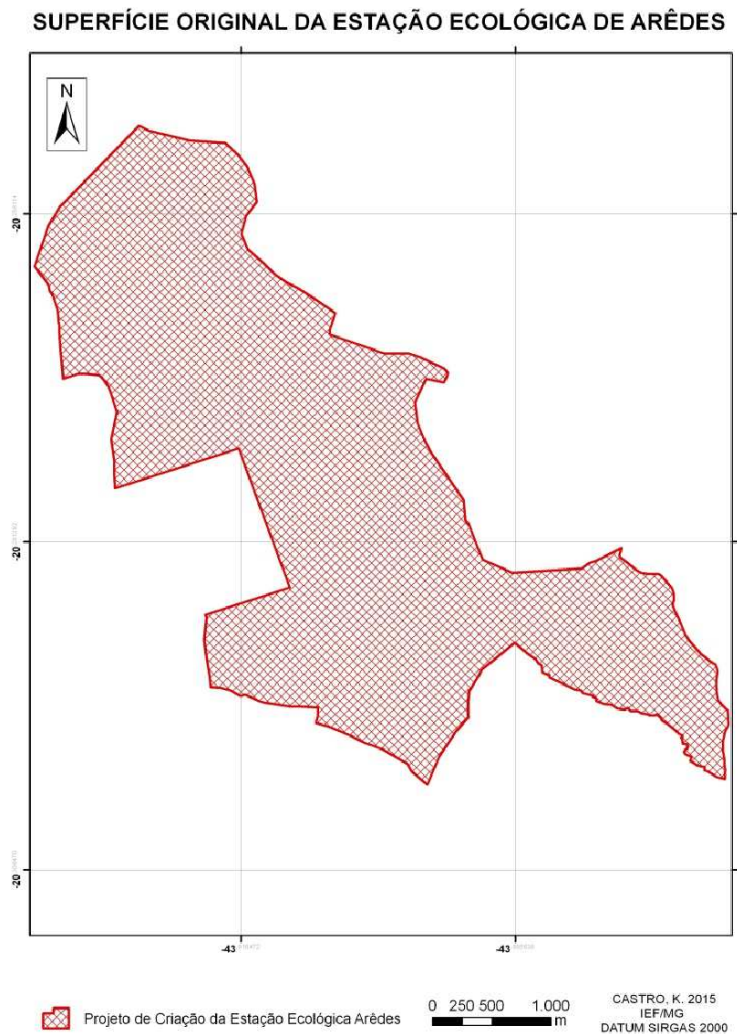 SUPERFÍCIE ORIGINAL DA ESTAÇÃO ECOLÓGICA DE ARÊDES
N
-20
-20
-20
-43
-43
Projeto de Criação da Estação Ecológica Arêdes
0 250 500 1.000
m
CASTRO, K. 2015
IEF/MG
DATUM SIRGAS 2000